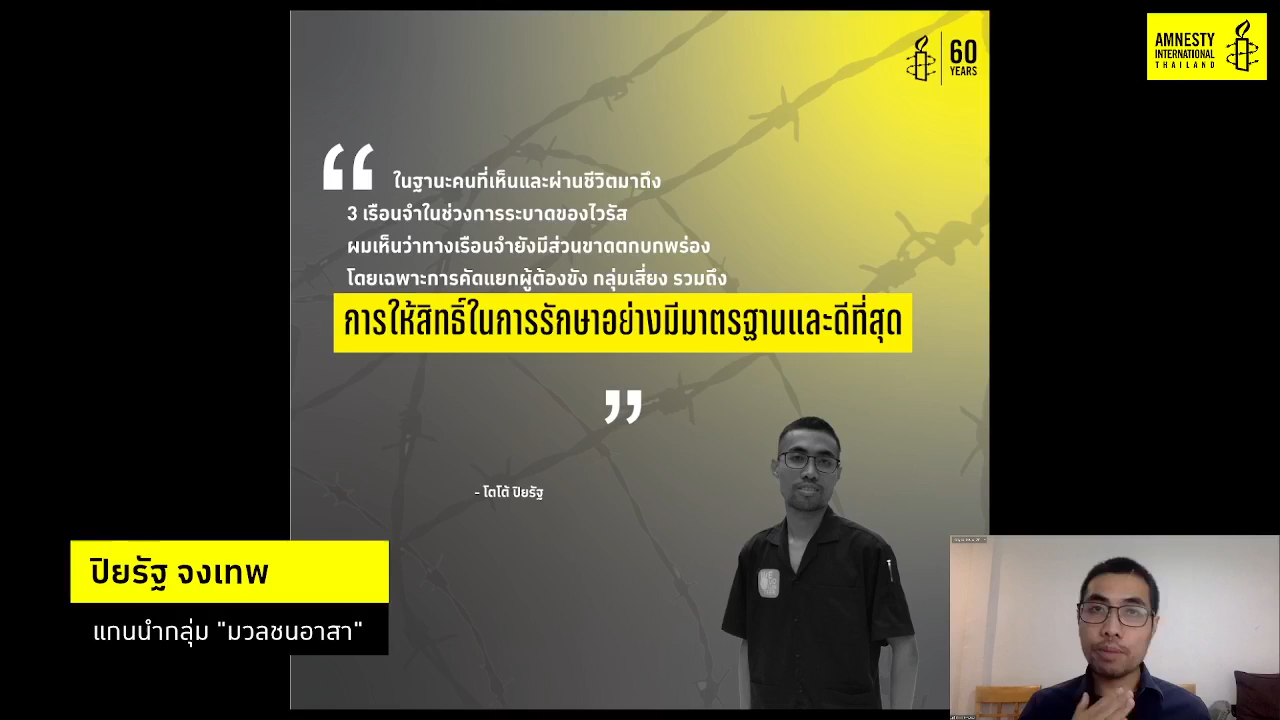 AMNESTY
INTERNATIONAL
THAILAND
60
YEARS
“ ในฐานะคนที่เห็นและผ่านชีวิตมาถึง
3 เรือนจำในช่วงการระบาดของไวรัส
ผมเห็นว่าทางเรือนจำยังมีส่วนขาดตกบกพร่อง
โดยเฉพาะการคัดแยกผู้ต้องขัง กลุ่มเสี่ยง รวมถึง
การให้สิทธิ์ในการรักษาอย่างมีมาตรฐานและดีที่สุด
”
- โตโต้ ปิยรัฐ
ปิยรัฐ จงเทพ
แกนนำกลุ่ม "มวลชนอาสา"